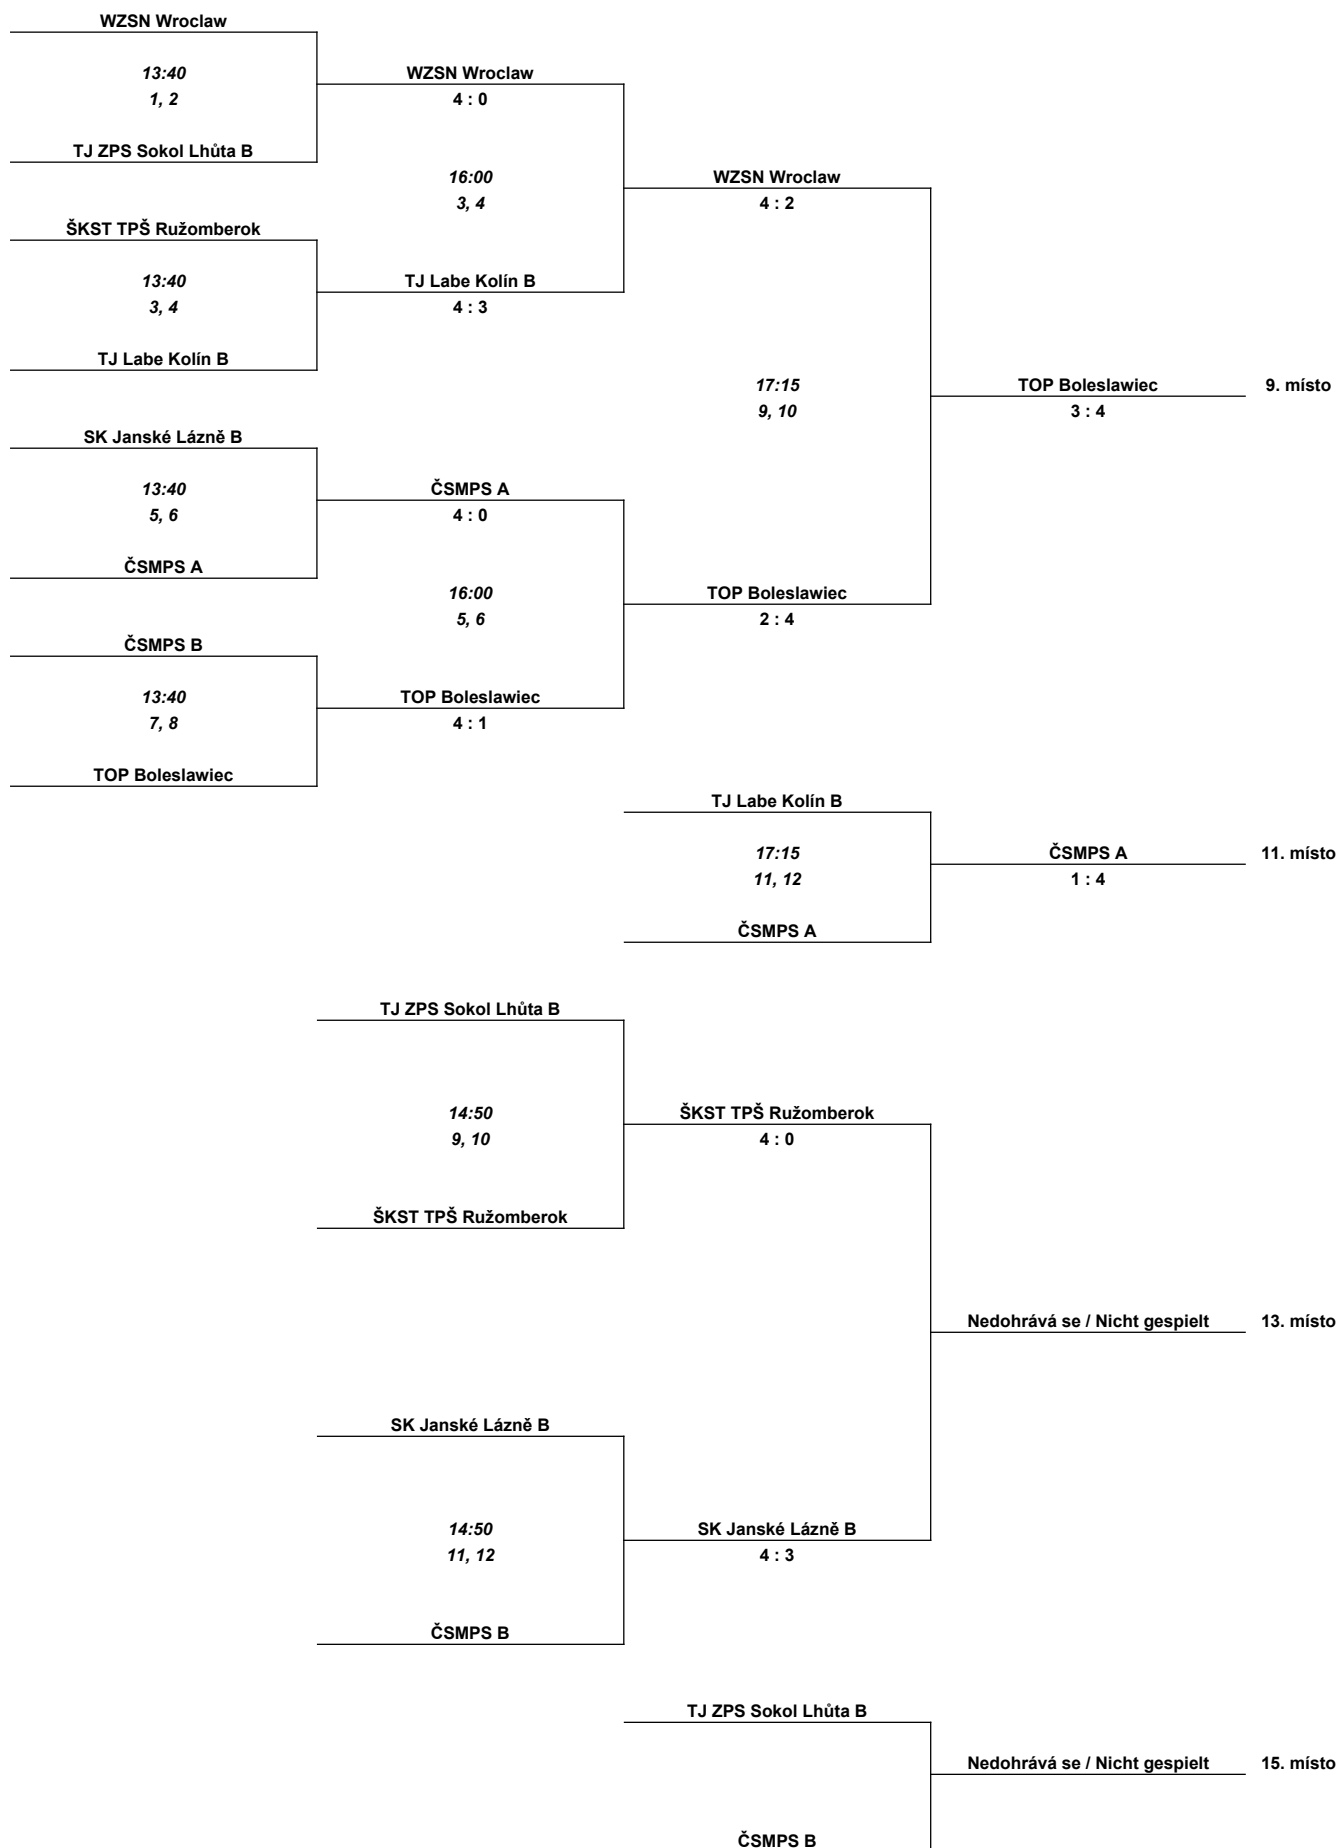 WZSN Wroclaw
13:40
WZSN Wroclaw
1, 2
4 : 0
TJ ZPS Sokol Lhůta B
16:00
WZSN Wroclaw
3, 4
4 : 2
ŠKST TPŠ Ružomberok
13:40
TJ Labe Kolín B
3, 4
4 : 3
TJ Labe Kolín B
17:15
TOP Boleslawiec
9. místo
9, 10
3 : 4
SK Janské Lázně B
13:40
ČSMPS A
5, 6
4 : 0
ČSMPS A
16:00
TOP Boleslawiec
5, 6
2 : 4
ČSMPS B
13:40
TOP Boleslawiec
7, 8
4 : 1
TOP Boleslawiec
TJ Labe Kolín B
17:15
ČSMPS A
11. místo
11, 12
1 : 4
ČSMPS A
TJ ZPS Sokol Lhůta B
14:50
ŠKST TPŠ Ružomberok
9, 10
4 : 0
ŠKST TPŠ Ružomberok
Nedohrává se / Nicht gespielt
13. místo
SK Janské Lázně B
14:50
SK Janské Lázně B
11, 12
4 : 3
ČSMPS B
TJ ZPS Sokol Lhůta B
Nedohrává se / Nicht gespielt
15. místo
ČSMPS B